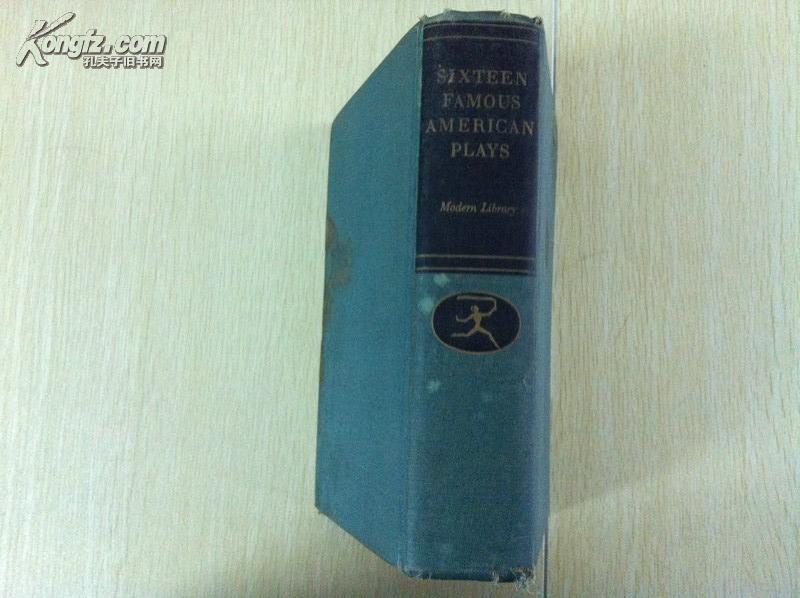 Kongfz.com
孔夫子旧书网
SIXTEEN
FAMOUS
AMERICAN
PLAYS
Modern Library